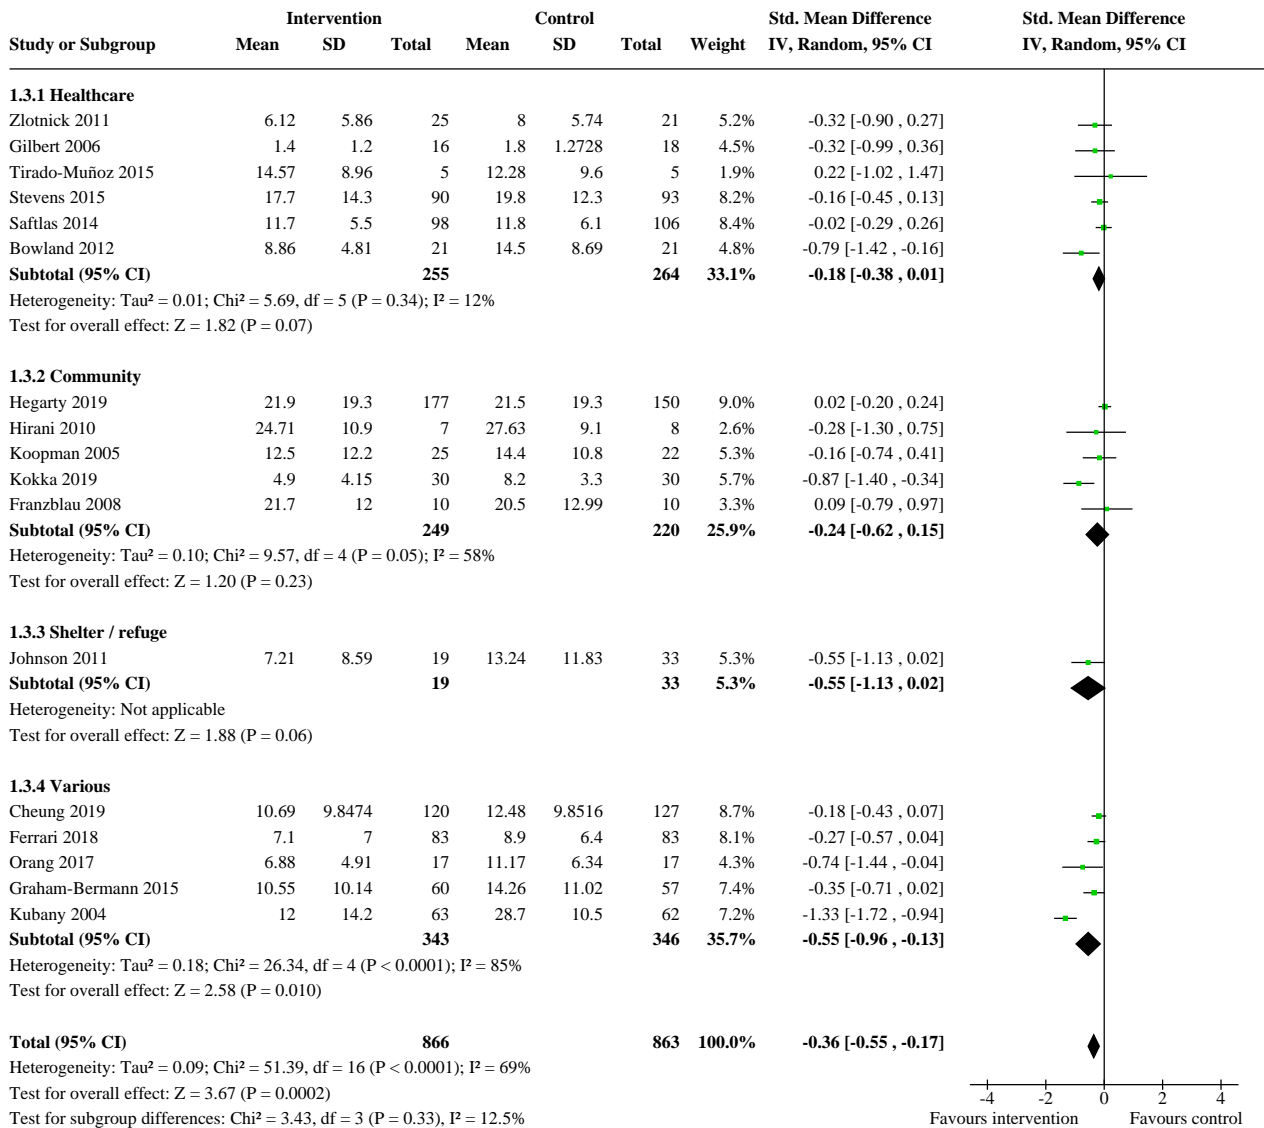 Intervention Control Std. Mean Difference Std. Mean Difference
Study or Subgroup Mean SD Total Mean SD Total Weight IV, Random, 95% CI IV, Random, 95% CI
1.3.1 Healthcare
Zlotnick 2011 6.12 5.86 25 8 5.74 21 5.2% -0.32 [-0.90 , 0.27]
Gilbert 2006 1.4 1.2 16 1.8 1.2728 18 4.5% -0.32 [-0.99 , 0.36]
Tirado-Muñoz 2015 14.57 8.96 5 12.28 9.6 5 1.9% 0.22 [-1.02 , 1.47]
Stevens 2015 17.7 14.3 90 19.8 12.3 93 8.2% -0.16 [-0.45 , 0.13]
Saftlas 2014 11.7 5.5 98 11.8 6.1 106 8.4% -0.02 [-0.29 , 0.26]
Bowland 2012 8.86 4.81 21 14.5 8.69 21 4.8% -0.79 [-1.42 , -0.16]
Subtotal (95% CI) 255 264 33.1% -0.18 [-0.38 , 0.01]
Heterogeneity: Tau² = 0.01; Chi² = 5.69, df = 5 (P = 0.34); I² = 12%
Test for overall effect: Z = 1.82 (P = 0.07)
1.3.2 Community
Hegarty 2019 21.9 19.3 177 21.5 19.3 150 9.0% 0.02 [-0.20 , 0.24]
Hirani 2010 24.71 10.9 7 27.63 9.1 8 2.6% -0.28 [-1.30 , 0.75]
Koopman 2005 12.5 12.2 25 14.4 10.8 22 5.3% -0.16 [-0.74 , 0.41]
Kokka 2019 4.9 4.15 30 8.2 3.3 30 5.7% -0.87 [-1.40 , -0.34]
Franzblau 2008 21.7 12 10 20.5 12.99 10 3.3% 0.09 [-0.79 , 0.97]
Subtotal (95% CI) 249 220 25.9% -0.24 [-0.62 , 0.15]
Heterogeneity: Tau² = 0.10; Chi² = 9.57, df = 4 (P = 0.05); I² = 58%
Test for overall effect: Z = 1.20 (P = 0.23)
1.3.3 Shelter / refuge
Johnson 2011 7.21 8.59 19 13.24 11.83 33 5.3% -0.55 [-1.13 , 0.02]
Subtotal (95% CI) 19 33 5.3% -0.55 [-1.13 , 0.02]
Heterogeneity: Not applicable
Test for overall effect: Z = 1.88 (P = 0.06)
1.3.4 Various
Cheung 2019 10.69 9.8474 120 12.48 9.8516 127 8.7% -0.18 [-0.43 , 0.07]
Ferrari 2018 7.1 7 83 8.9 6.4 83 8.1% -0.27 [-0.57 , 0.04]
Orang 2017 6.88 4.91 17 11.17 6.34 17 4.3% -0.74 [-1.44 , -0.04]
Graham-Bermann 2015 10.55 10.14 60 14.26 11.02 57 7.4% -0.35 [-0.71 , 0.02]
Kubany 2004 12 14.2 63 28.7 10.5 62 7.2% -1.33 [-1.72 , -0.94]
Subtotal (95% CI) 343 346 35.7% -0.55 [-0.96 , -0.13]
Heterogeneity: Tau² = 0.18; Chi² = 26.34, df = 4 (P < 0.0001); I² = 85%
Test for overall effect: Z = 2.58 (P = 0.010)
Total (95% CI) 866 863 100.0% -0.36 [-0.55 , -0.17]
Heterogeneity: Tau² = 0.09; Chi² = 51.39, df = 16 (P < 0.0001); I² = 69%
Test for overall effect: Z = 3.67 (P = 0.0002) -4 -2 0 2 4
Test for subgroup differences: Chi² = 3.43, df = 3 (P = 0.33), I² = 12.5% Favours intervention Favours control